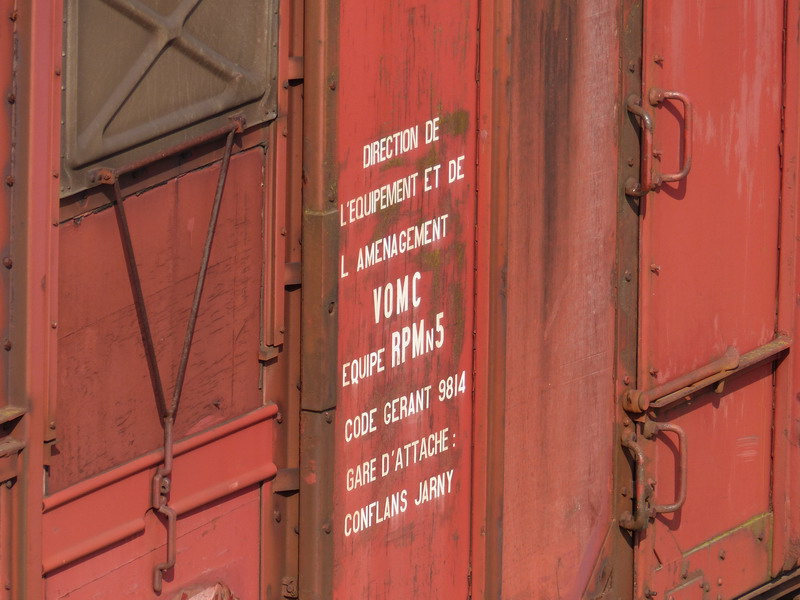 DIRECTION DE
L'EQUIPEMENT ET DE
L AMENAGEMENT
VOMC
EQUIPE RPMN5
CODE GERANT 9814
GARE D'ATTACHE:
CONFLANS JARNY